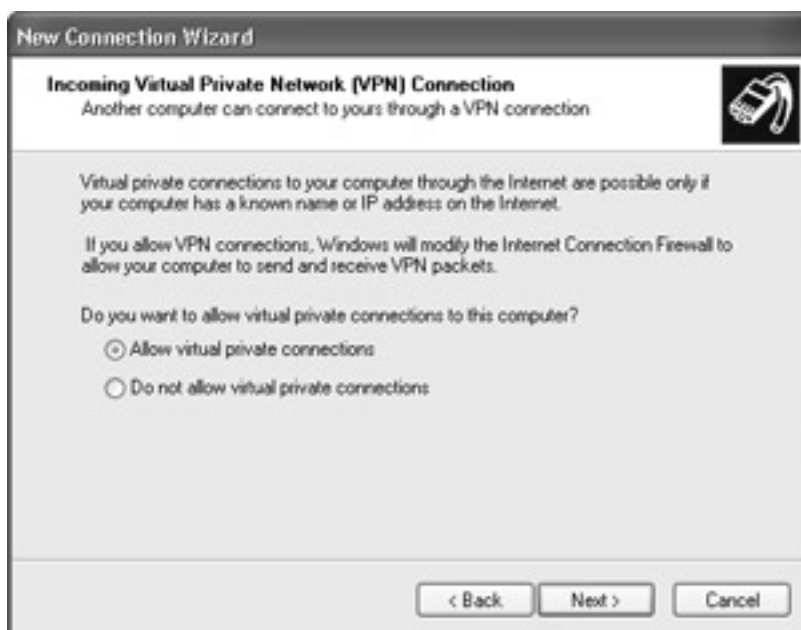 New Connection Wizard
Incoming Virtual Private Network (VPN) Connection
Another computer can connect to yours through a VPN connection
Virtual private connections to your computer through the Internet are possible only if
your computer has a known name or IP address on the Internet.
If you allow VPN connections, Windows will modify the Internet Connection Firewall to
allow your computer to send and receive VPN packets.
Do you want to allow virtual private connections to this computer?
Allow virtual private connections
Do not allow virtual private connections
< Back Next > Cancel